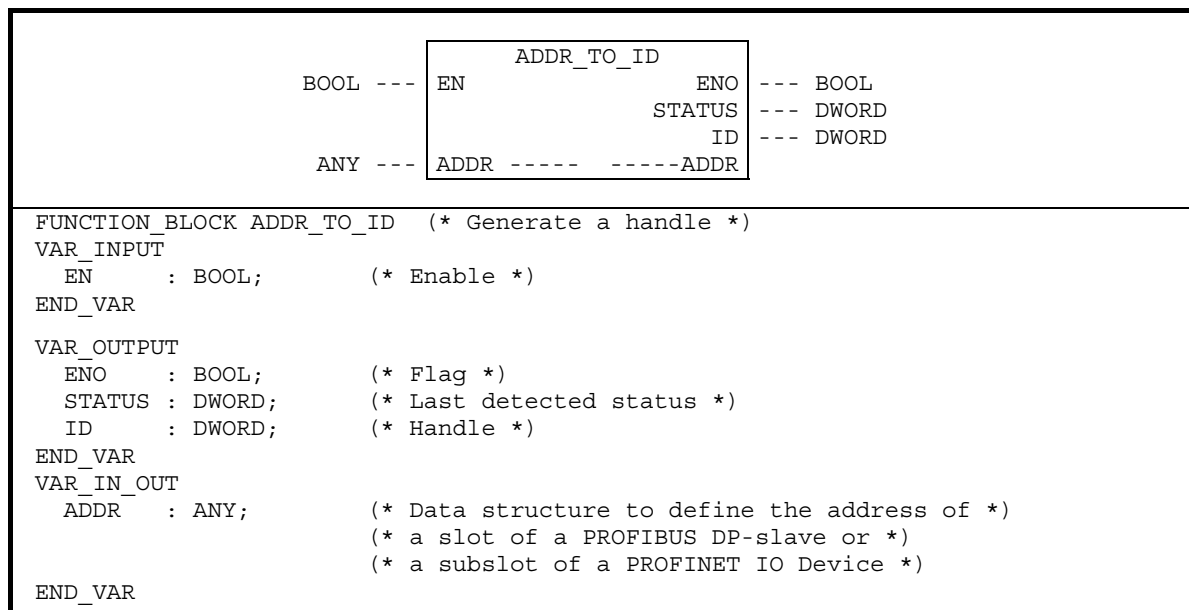 ADDR_TO_ID
BOOL --- EN ENO --- BOOL
STATUS --- DWORD
ID --- DWORD
ANY --- ADDR ----- -----ADDR
FUNCTION_BLOCK ADDR_TO_ID (* Generate a handle *)
VAR_INPUT
EN : BOOL; (* Enable *)
END_VAR
VAR_OUTPUT
ENO : BOOL; (* Flag *)
STATUS : DWORD; (* Last detected status *)
ID : DWORD; (* Handle *)
END_VAR
VAR_IN_OUT
ADDR : ANY; (* Data structure to define the address of *)
(* a slot of a PROFIBUS DP-slave or *)
(* a subslot of a PROFINET IO Device *)
END_VAR